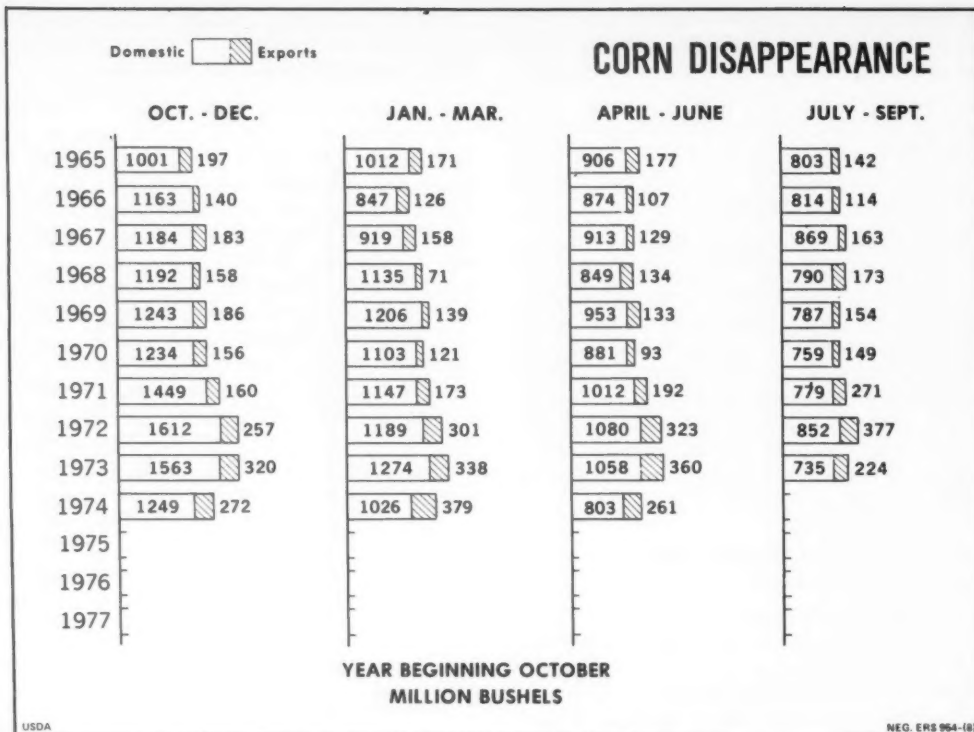 Domestic Exports
CORN DISAPPEARANCE
OCT. - DEC. JAN. - MAR. APRIL - JUNE JULY - SEPT.
1965 1001 197 1012 171 906 177 803 142
1966 1163 140 847 126 874 107 814 114
1967 1184 183 919 158 913 129 869 163
1968 1192 158 1135 71 849 134 790 173
1969 1243 186 1206 139 953 133 787 154
1970 1234 156 1103 121 881 93 759 149
1971 1449 160 1147 173 1012 192 779 271
1972 1612 257 1189 301 1080 323 852 377
1973 1563 320 1274 338 1058 360 735 224
1974 1249 272 1026 379 803 261
1975
1976
1977
YEAR BEGINNING OCTOBER
MILLION BUSHELS
USDA NEG. ERS 964-(8